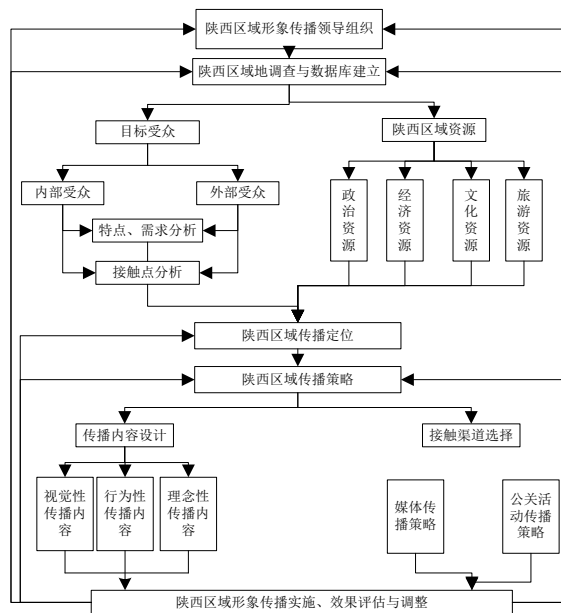 陕西区域形象传播领导组织
陕西区域地调查与数据库建立
目标受众
陕西区域资源
内部受众
外部受众
特点、需求分析
接触点分析
政
治
资
源
经
济
资
源
文
化
资
源
旅
游
资
源
陕西区域传播定位
陕西区域传播策略
传播内容设计
接触渠道选择
视觉性
传播内
容
行为性
传播内
容
理念性
传播内
容
媒体传
播策略
公关活
动传播
策略
陕西区域形象传播实施、效果评估与调整